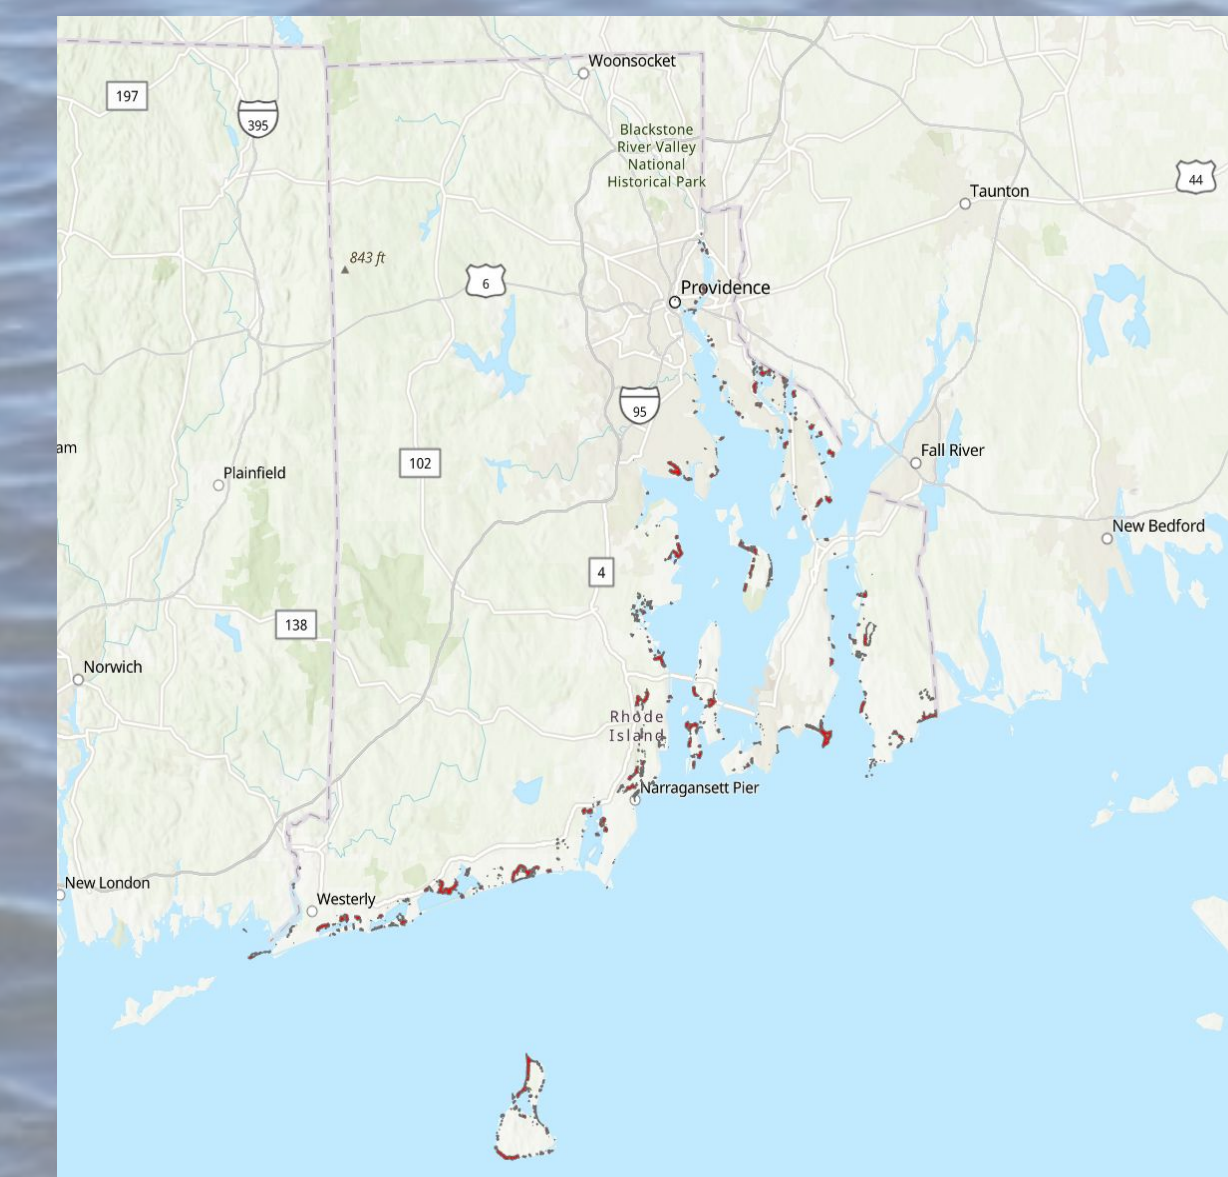 Woonsocket
197
395
Blackstone
River Valley
National
Historical Park
44
Taunton
843 ft
6
Providence
95
am
102
Fall River
Plainfield
New Bedford
4
138
Norwich
Rhode
Island
Narragansett Pier
New London
Westerly